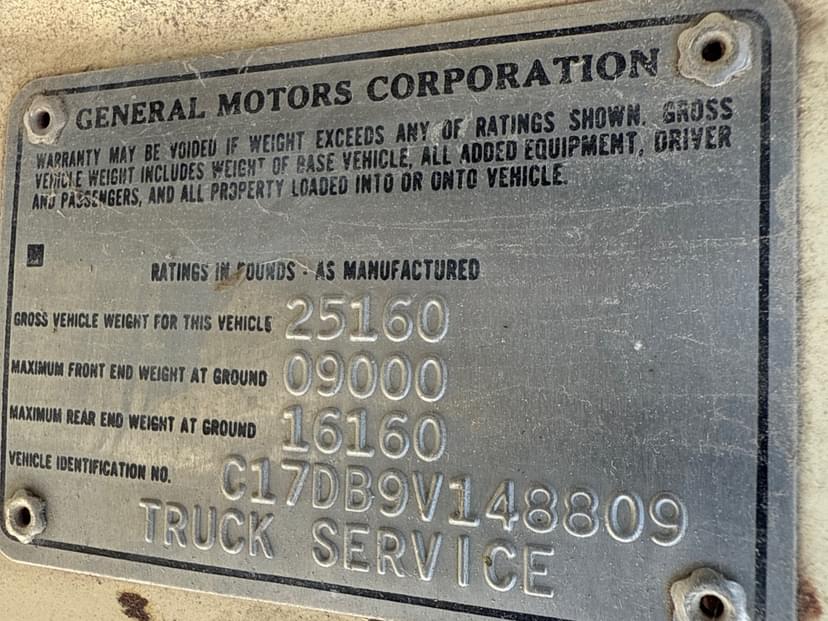 GENERAL MOTORS CORPORATION
WARRANTY MAY BE VOIDED IF WEIGHT EXCEEDS ANY OF RATINGS SHOWN. GROSS
VEHICLE WEIGHT INCLUDES WEIGHT OF BASE VEHICLE, ALL ADDED EQUIPMENT, DRIVER
AND PASSENGERS, AND ALL PROPERTY LOADED INTO OR ONTO VEHICLE.
RATINGS IN POUNDS - AS MANUFACTURED
GROSS VEHICLE WEIGHT FOR THIS VEHICLE 25160
MAXIMUM FRONT END WEIGHT AT GROUND 09000
MAXIMUM REAR END WEIGHT AT GROUND 16160
VEHICLE IDENTIFICATION NO. C17DB9V148809
TRUCK SERVICE